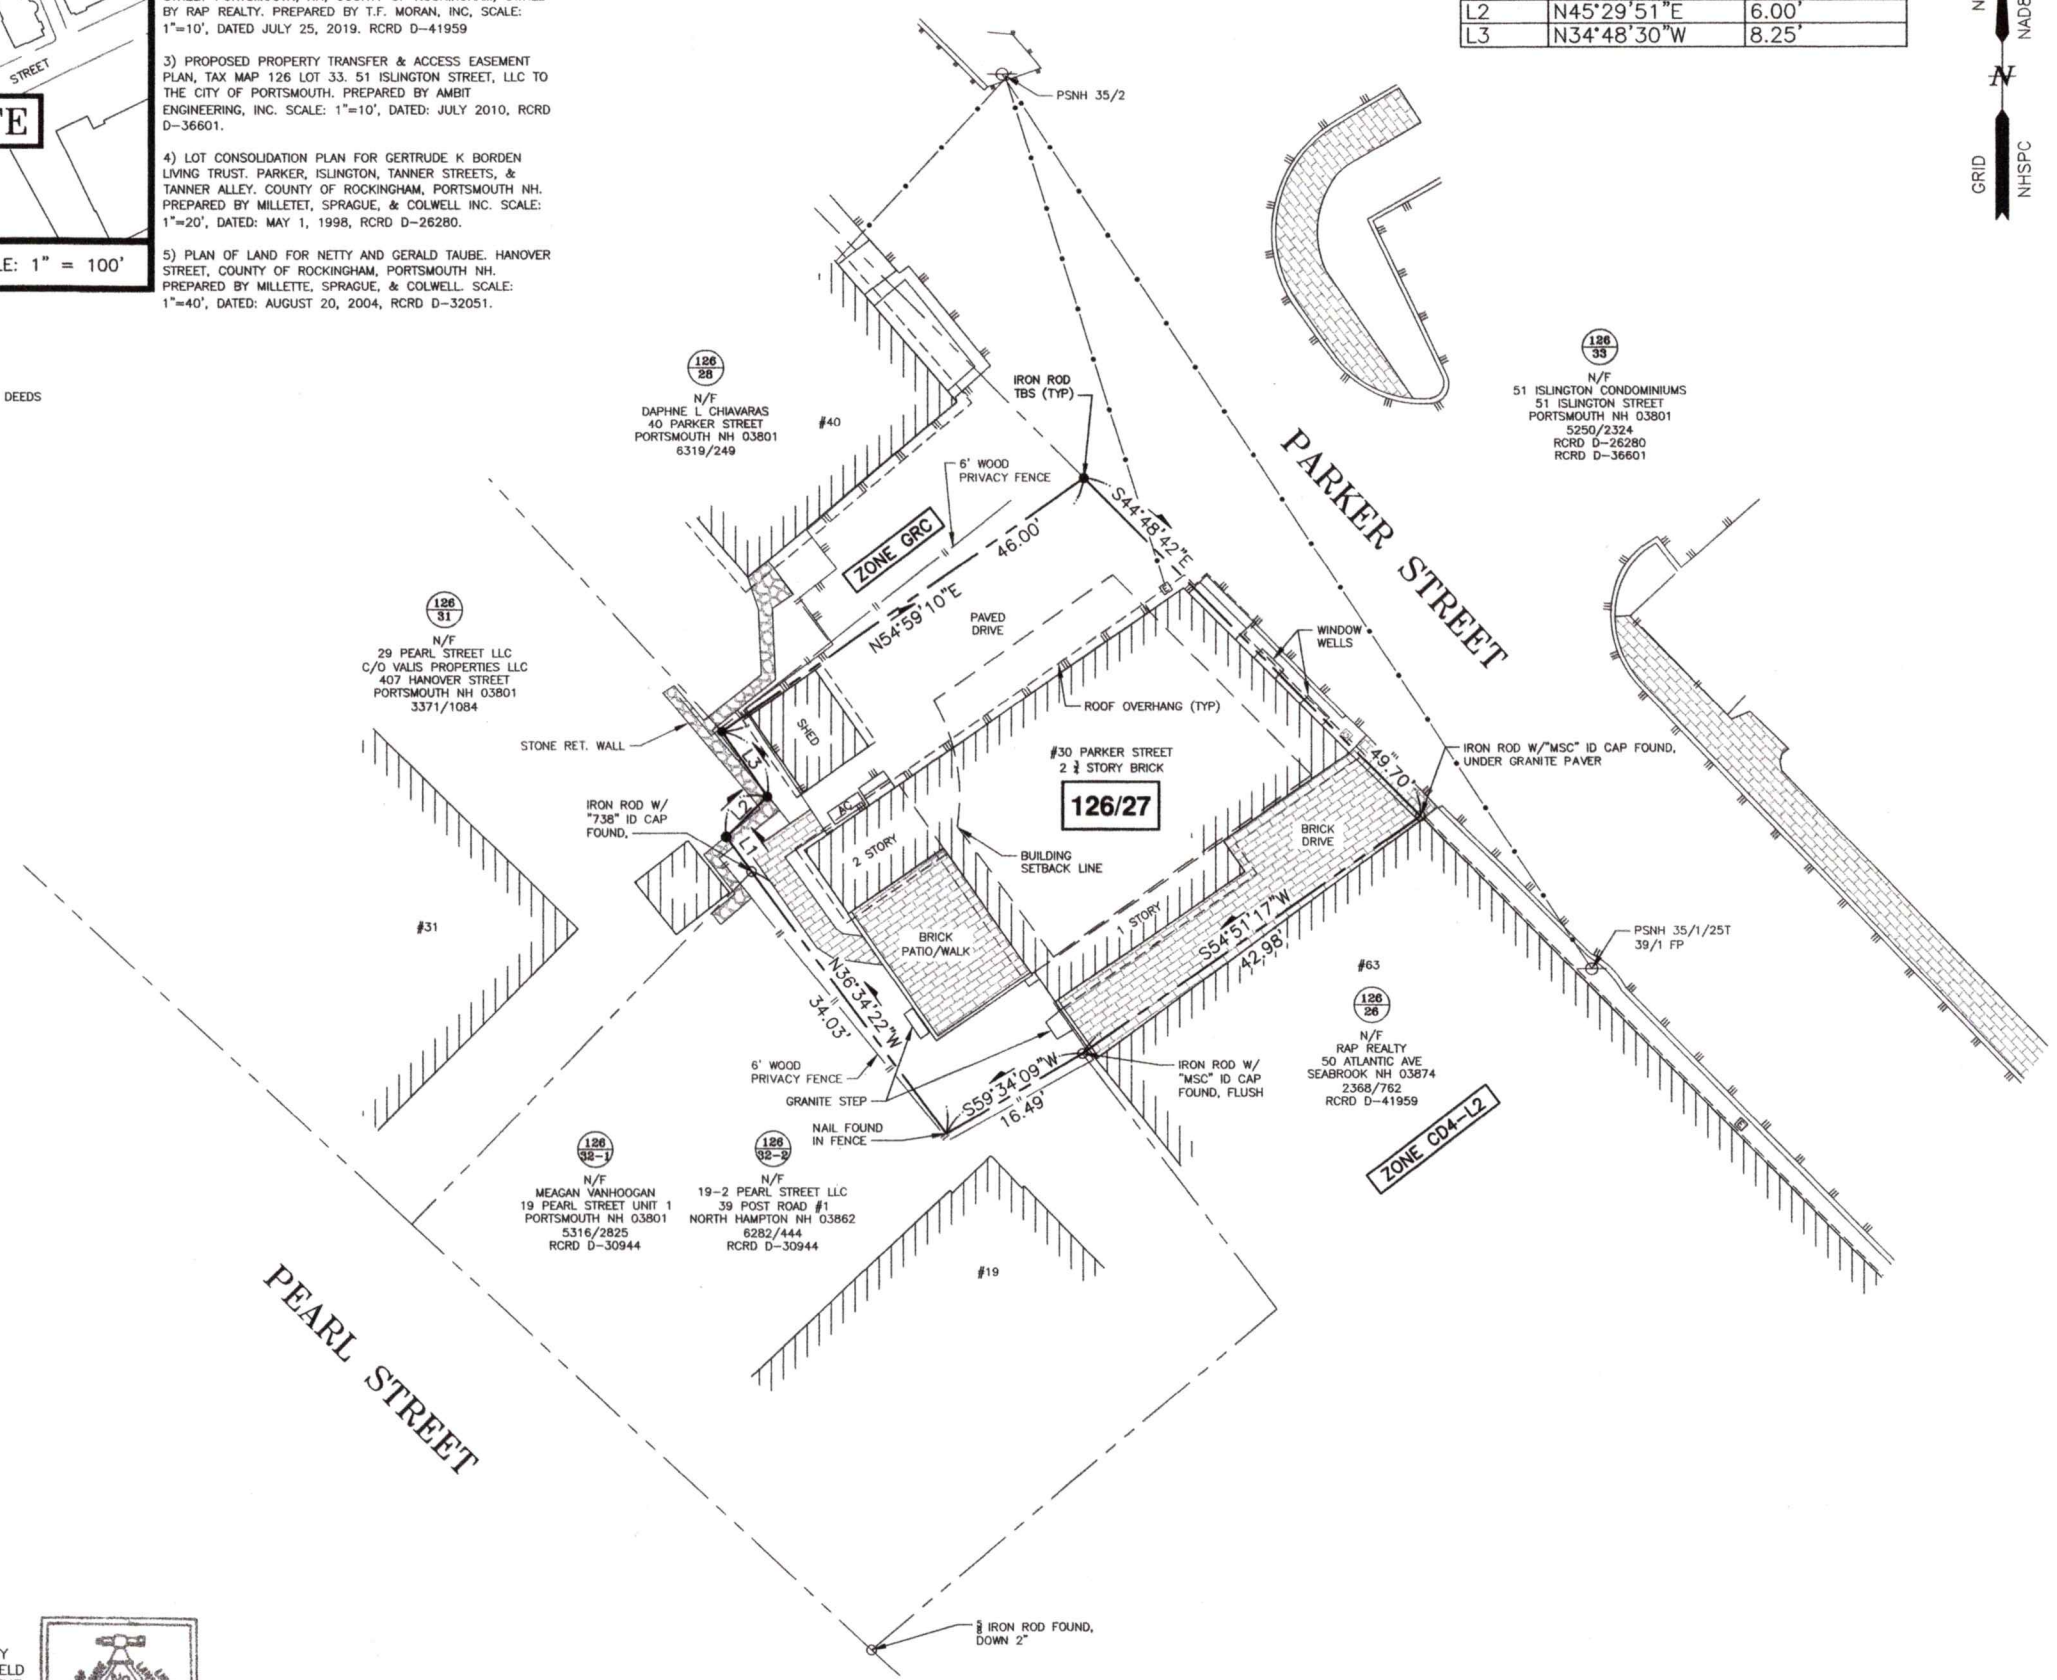 BY RAP REALTY. PREPARED BY T.F. MORAN, INC, SCALE:
1"=10', DATED JULY 25, 2019. RCRD D-41959
3) PROPOSED PROPERTY TRANSFER & ACCESS EASEMENT
PLAN, TAX MAP 126 LOT 33. 51 ISLINGTON STREET, LLC TO
THE CITY OF PORTSMOUTH. PREPARED BY AMBIT
ENGINEERING, INC. SCALE: 1"=10', DATED: JULY 2010, RCRD
D-36601.
4) LOT CONSOLIDATION PLAN FOR GERTRUDE K BORDEN
LIVING TRUST. PARKER, ISLINGTON, TANNER STREETS, &
TANNER ALLEY. COUNTY OF ROCKINGHAM, PORTSMOUTH NH.
PREPARED BY MILLETET, SPRAGUE, & COLWELL INC. SCALE:
1"=20', DATED: MAY 1, 1998, RCRD D-26280.
5) PLAN OF LAND FOR NETTY AND GERALD TAUBE. HANOVER
STREET, COUNTY OF ROCKINGHAM, PORTSMOUTH NH.
PREPARED BY MILLETTE, SPRAGUE, & COLWELL. SCALE:
1"=40', DATED: AUGUST 20, 2004, RCRD D-32051.
STREET
TE
LE: 1" = 100'
DEEDS
L2 N45°29'51"E 6.00'
L3 N34°48'30"W 8.25'
N
NAD8
N
GRID
NHSPC
PSNH 35/2
126
28
N/F
DAPHNE L CHIAVARAS
40 PARKER STREET
PORTSMOUTH NH 03801
6319/249
#40
IRON ROD
TBS (TYP)
6' WOOD
PRIVACY FENCE
126
33
N/F
51 ISLINGTON CONDOMINIUMS
51 ISLINGTON STREET
PORTSMOUTH NH 03801
5250/2324
RCRD D-26280
RCRD D-36601
PARKER STREET
ZONE GRC
S44°48'42"E
49.70'
46.00'
N54°59'10"E
PAVED
DRIVE
WINDOW
WELLS
126
31
N/F
29 PEARL STREET LLC
C/O VALIS PROPERTIES LLC
407 HANOVER STREET
PORTSMOUTH NH 03801
3371/1084
STONE RET. WALL
SHED
ROOF OVERHANG (TYP)
#30 PARKER STREET
2 ¾ STORY BRICK
126/27
IRON ROD W/"MSC" ID CAP FOUND,
UNDER GRANITE PAVER
IRON ROD W/
"738" ID CAP
FOUND,
L3
L2
L1
AC
2 STORY
BUILDING
SETBACK LINE
BRICK
DRIVE
1 STORY
S54°51'17"W
42.98'
#31
BRICK
PATIO/WALK
N36°34'22"W
34.03'
PSNH 35/1/25T
39/1 FP
#63
126
26
N/F
RAP REALTY
50 ATLANTIC AVE
SEABROOK NH 03874
2368/762
RCRD D-41959
6' WOOD
PRIVACY FENCE
GRANITE STEP
NAIL FOUND
IN FENCE
S59°34'09"W
16.49'
IRON ROD W/
"MSC" ID CAP
FOUND, FLUSH
ZONE CD4-L2
126
32-1
N/F
MEAGAN VANHOOGAN
19 PEARL STREET UNIT 1
PORTSMOUTH NH 03801
5316/2825
RCRD D-30944
126
32-2
N/F
19-2 PEARL STREET LLC
39 POST ROAD #1
NORTH HAMPTON NH 03862
6282/444
RCRD D-30944
#19
PEARL STREET
⅝ IRON ROD FOUND,
DOWN 2"
Y
ELD